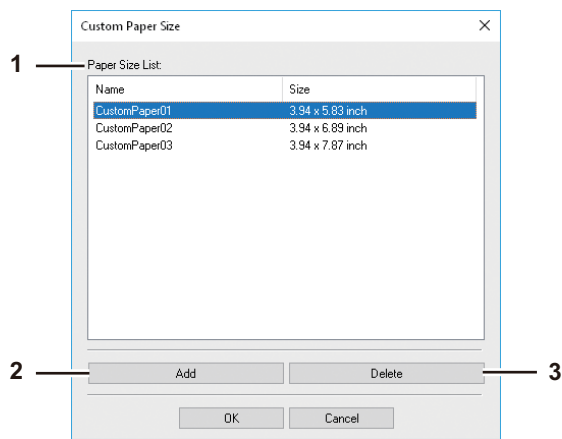 Custom Paper Size
1
Paper Size List:
Name Size
CustomPaper01 3.94 x 5.83 inch
CustomPaper02 3.94 x 6.89 inch
CustomPaper03 3.94 x 7.87 inch
2 Add Delete 3
OK Cancel